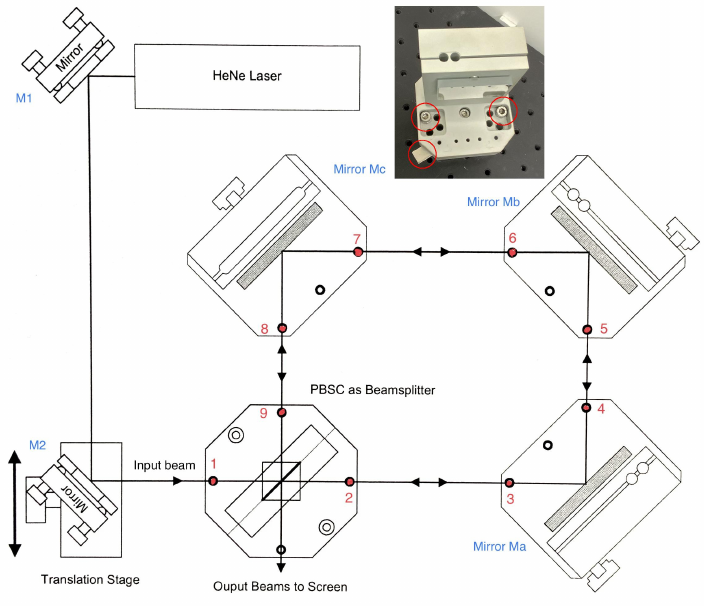 Mirror
HeNe Laser
M1
Mirror Mc
Mirror Mb
7
6
8
5
PBSC as Beamsplitter
9
4
M2
Input beam
1
2
3
Mirror
Mirror Ma
Translation Stage
Ouput Beams to Screen